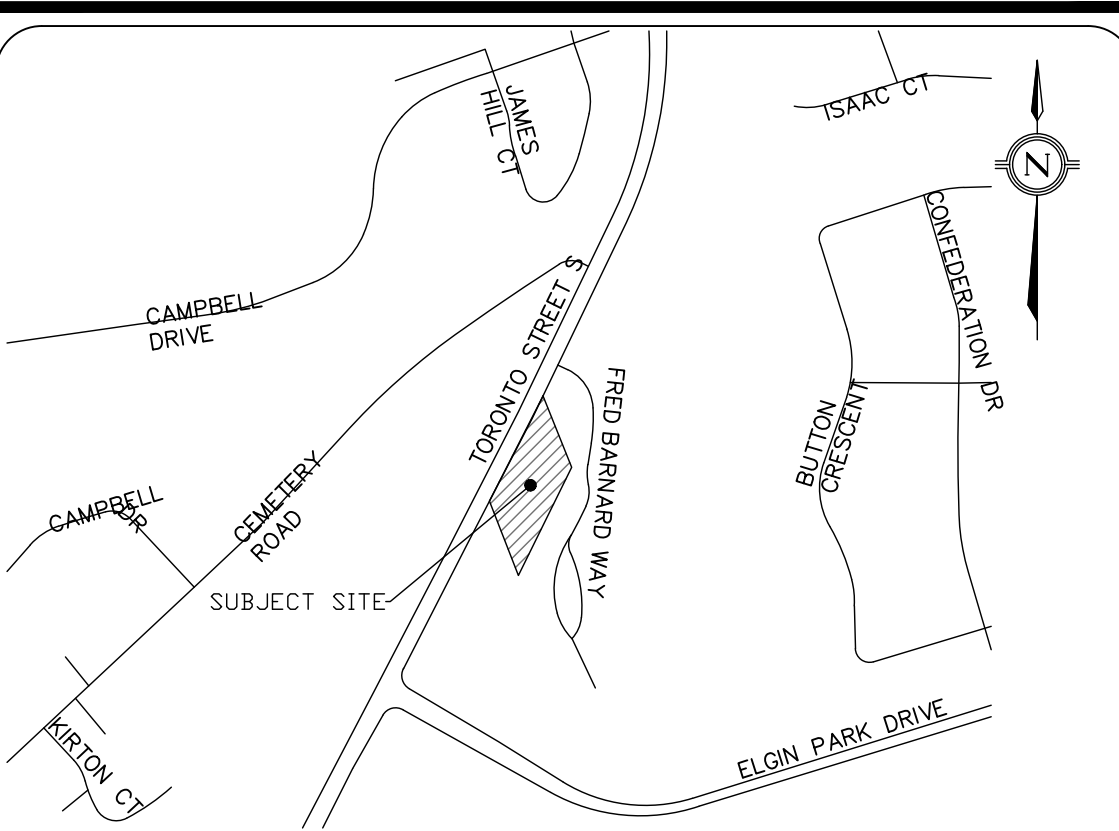 JAMES
HILL CT
ISAAC CT
N
CONFEDERATION DR
CAMPBELL
DRIVE
TORONTO STREET S
FRED BARNARD WAY
BUTTON
CRESCENT
CAMPBELL
DR
CEMETERY
ROAD
SUBJECT SITE
KIRTON CT
ELGIN PARK DRIVE